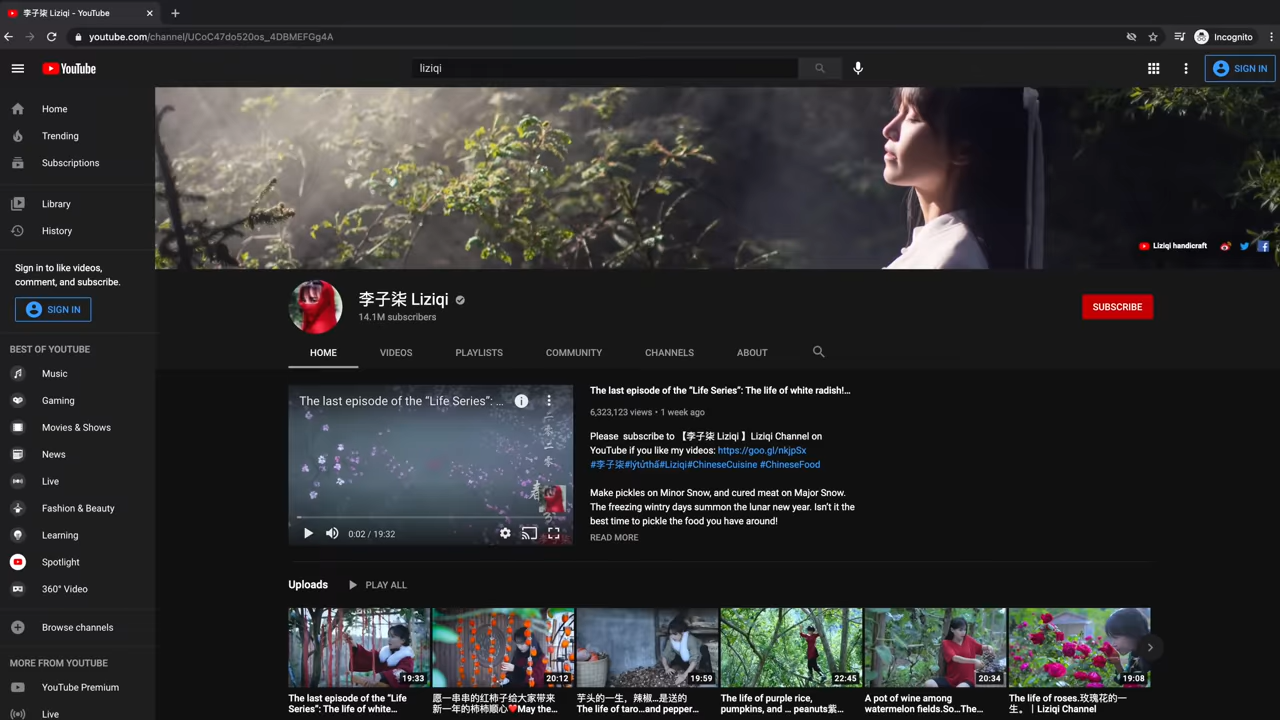 李子柒 Liziqi - YouTube
youtube.com/channel/UCoC47do520os_4DBMEFGg4A
Incognito
YouTube
liziqi
SIGN IN
Home
Trending
Subscriptions
Library
History
Sign in to like videos,
comment, and subscribe.
SIGN IN
BEST OF YOUTUBE
Music
Gaming
Movies & Shows
News
Live
Fashion & Beauty
Learning
Spotlight
360° Video
Browse channels
MORE FROM YOUTUBE
YouTube Premium
Live
Liziqi handicraft
李子柒 Liziqi
14.1M subscribers
SUBSCRIBE
HOME
VIDEOS
PLAYLISTS
COMMUNITY
CHANNELS
ABOUT
The last episode of the “Life Series”: ...
0:02 / 19:32
The last episode of the “Life Series”: The life of white radish!...
6,323,123 views • 1 week ago
Please subscribe to 【李子柒 Liziqi 】Liziqi Channel on
YouTube if you like my videos: https://goo.gl/nkjpSx
#李子柒#lýtửthấ#Liziqi#ChineseCuisine #ChineseFood
Make pickles on Minor Snow, and cured meat on Major Snow.
The freezing wintry days summon the lunar new year. Isn’t it the
best time to pickle the food you have around!
READ MORE
Uploads
PLAY ALL
19:33
20:12
19:59
22:45
20:34
19:08
The last episode of the “Life
Series”: The life of white...
愿一串串的红柿子给大家带来
新一年的柿柿顺心❤️May the...
芋头的一生，辣椒...是送的
The life of taro...and pepper...
The life of purple rice,
pumpkins, and ... peanuts紫...
A pot of wine among
watermelon fields.So...The...
The life of roses.玫瑰花的一
生。| Liziqi Channel